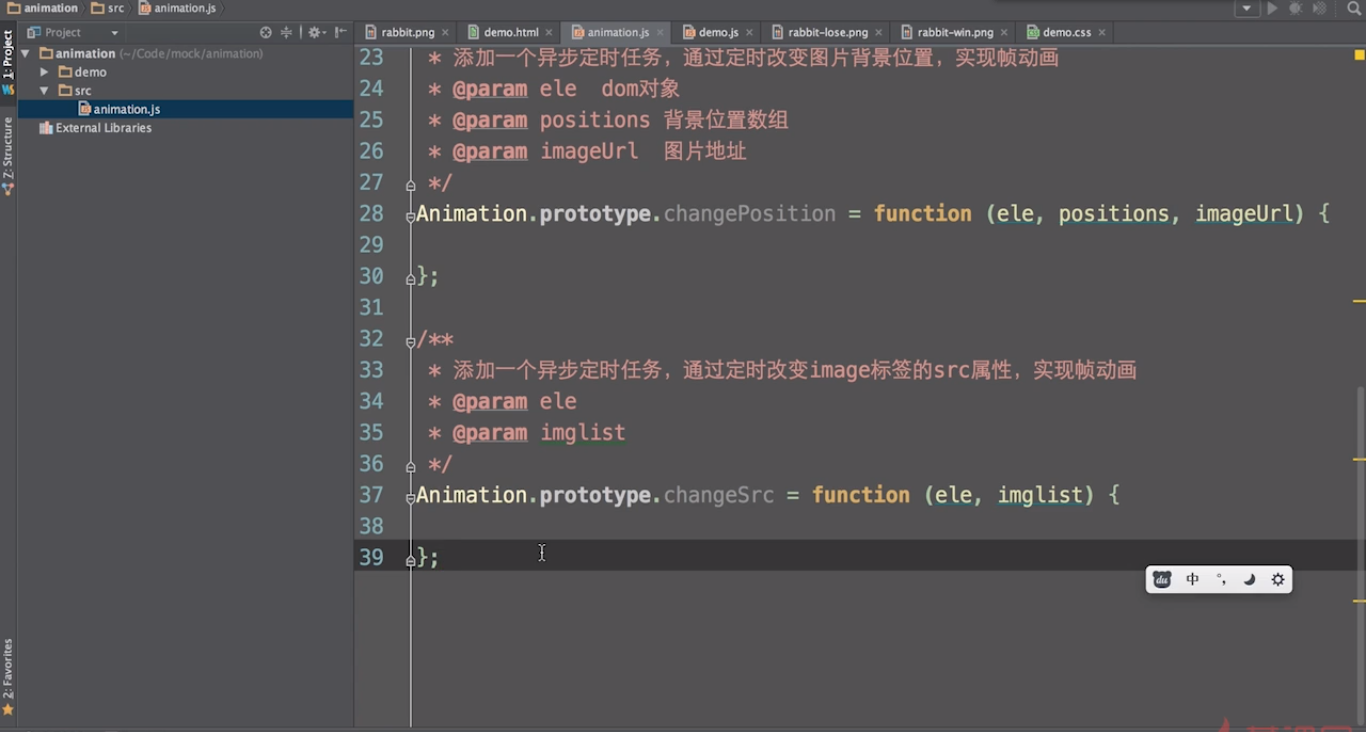 animation src animation.js
1: Project
Project
rabbit.png demo.html animation.js demo.js rabbit-lose.png rabbit-win.png demo.css
animation (~/Code/mock/animation)
demo
src
animation.js
External Libraries
Z: Structure
2: Favorites
23 * 添加一个异步定时任务，通过定时改变图片背景位置，实现帧动画
24 * @param ele  dom对象
25 * @param positions 背景位置数组
26 * @param imageUrl  图片地址
27 */
28 Animation.prototype.changePosition = function (ele, positions, imageUrl) {
29
30 };
31
32 /**
33 * 添加一个异步定时任务，通过定时改变image标签的src属性，实现帧动画
34 * @param ele
35 * @param imglist
36 */
37 Animation.prototype.changeSrc = function (ele, imglist) {
38
39 };
du 中 °,